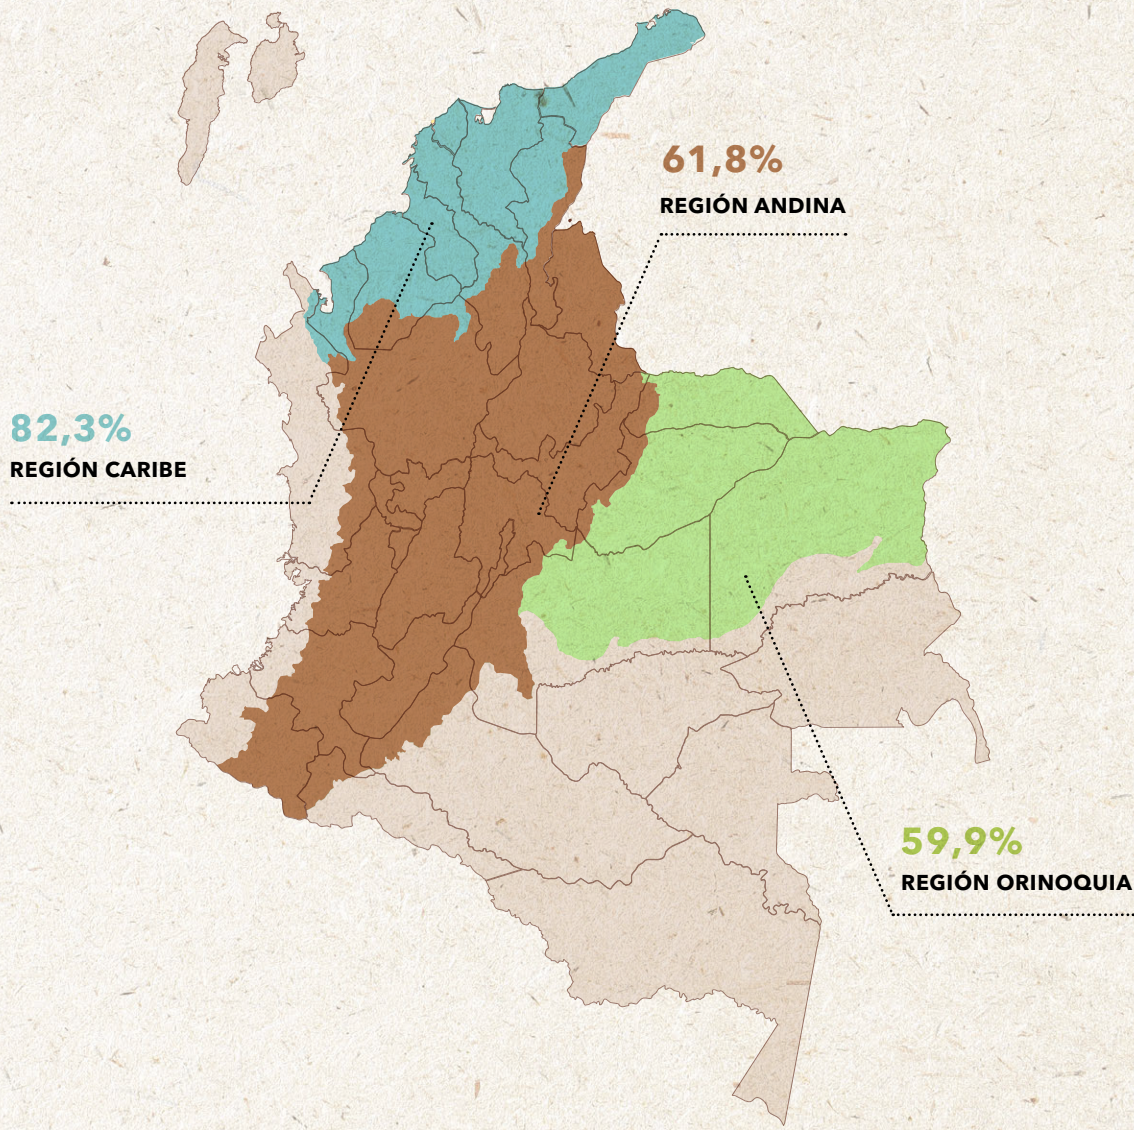 61,8%
REGIÓN ANDINA
82,3%
REGIÓN CARIBE
59,9%
REGIÓN ORINOQUIA